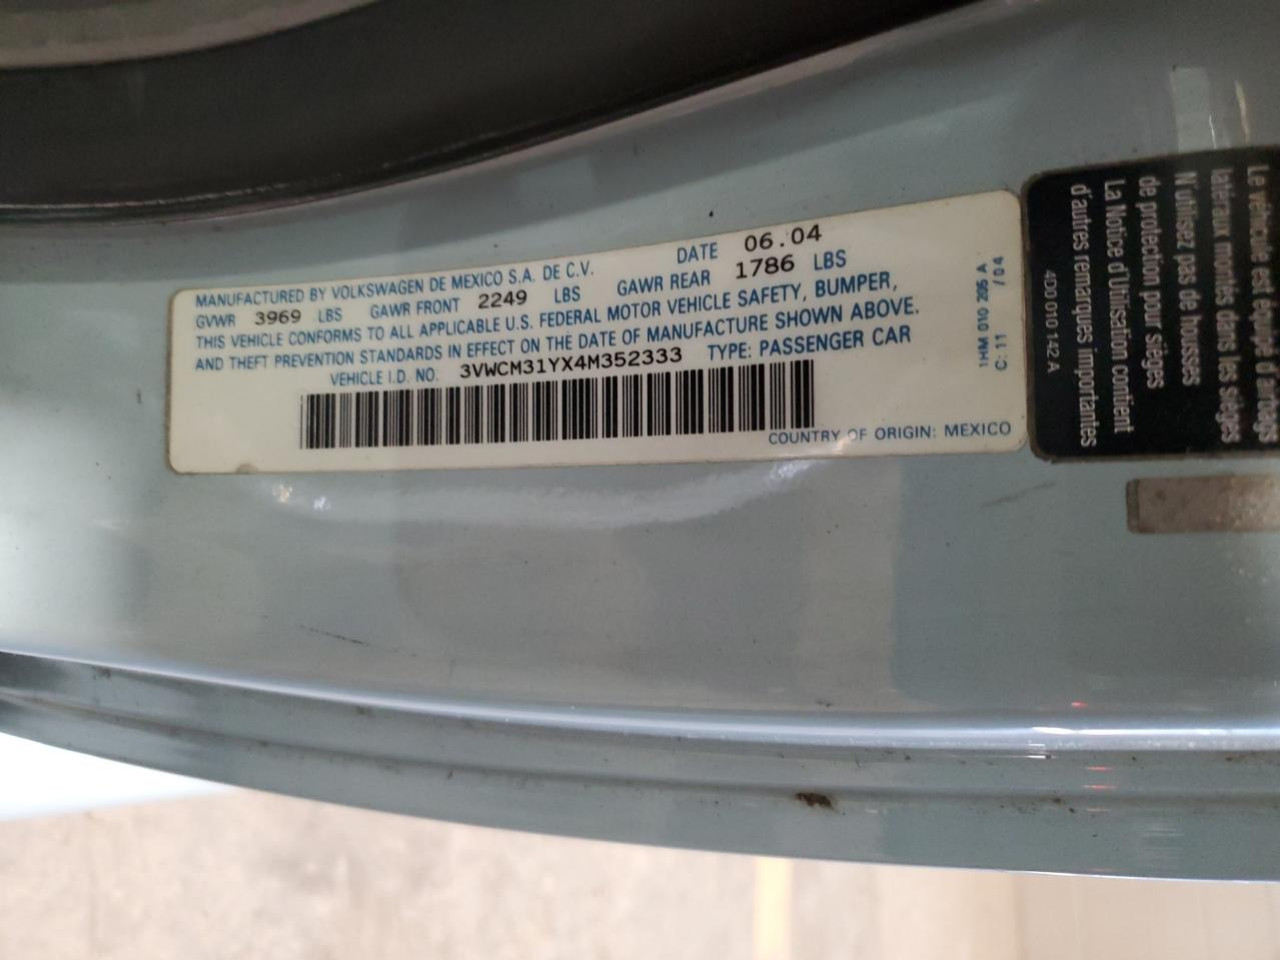 MANUFACTURED BY VOLKSWAGEN DE MEXICO S.A. DE C.V. DATE 06.04
GVWR 3969 LBS GAWR FRONT 2249 LBS GAWR REAR 1786 LBS
THIS VEHICLE CONFORMS TO ALL APPLICABLE U.S. FEDERAL MOTOR VEHICLE SAFETY, BUMPER,
AND THEFT PREVENTION STANDARDS IN EFFECT ON THE DATE OF MANUFACTURE SHOWN ABOVE.
VEHICLE I.D. NO. 3VWCM31YX4M352333 TYPE: PASSENGER CAR
COUNTRY OF ORIGIN: MEXICO
1HM 010 205 A
C: 11 / 04
Le véhicule est équipé d'airbags
latéraux montés dans les sièges
N'utilisez pas de housses
de protection pour sièges
La Notice d'Utilisation contient
d'autres remarques importantes
4D0 010 142 A